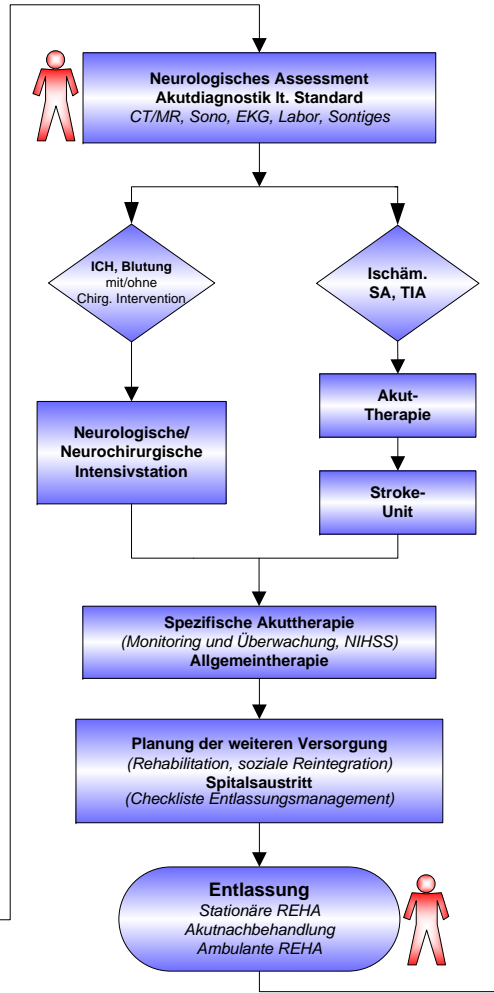 Neurologisches Assessment
Akutdiagnostik lt. Standard
CT/MR, Sono, EKG, Labor, Sontiges
ICH, Blutung
mit/ohne
Chirg. Intervention
Ischäm.
SA, TIA
Neurologische/
Neurochirurgische
Intensivstation
Akut-
Therapie
Stroke-
Unit
Spezifische Akuttherapie
(Monitoring und Überwachung, NIHSS)
Allgemeintherapie
Planung der weiteren Versorgung
(Rehabilitation, soziale Reintegration)
Spitalsaustritt
(Checkliste Entlassungsmanagement)
Entlassung
Stationäre REHA
Akutnachbehandlung
Ambulante REHA